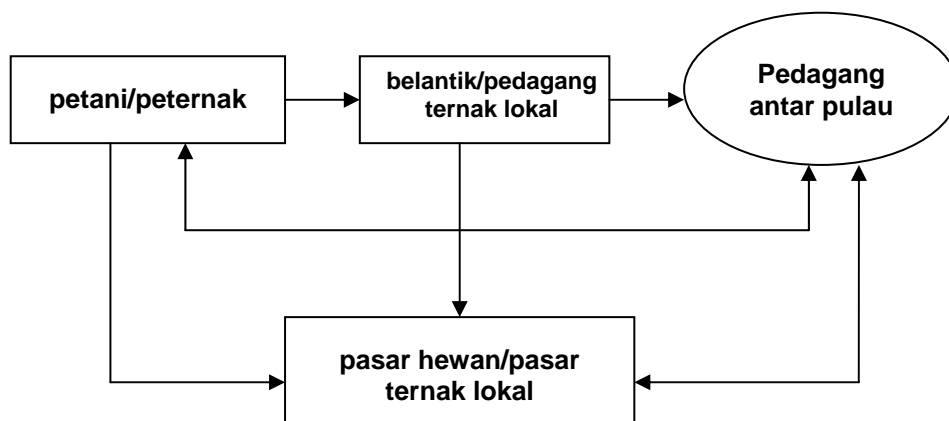 petani/peternak
belantik/pedagang
ternak lokal
Pedagang
antar pulau
pasar hewan/pasar
ternak lokal